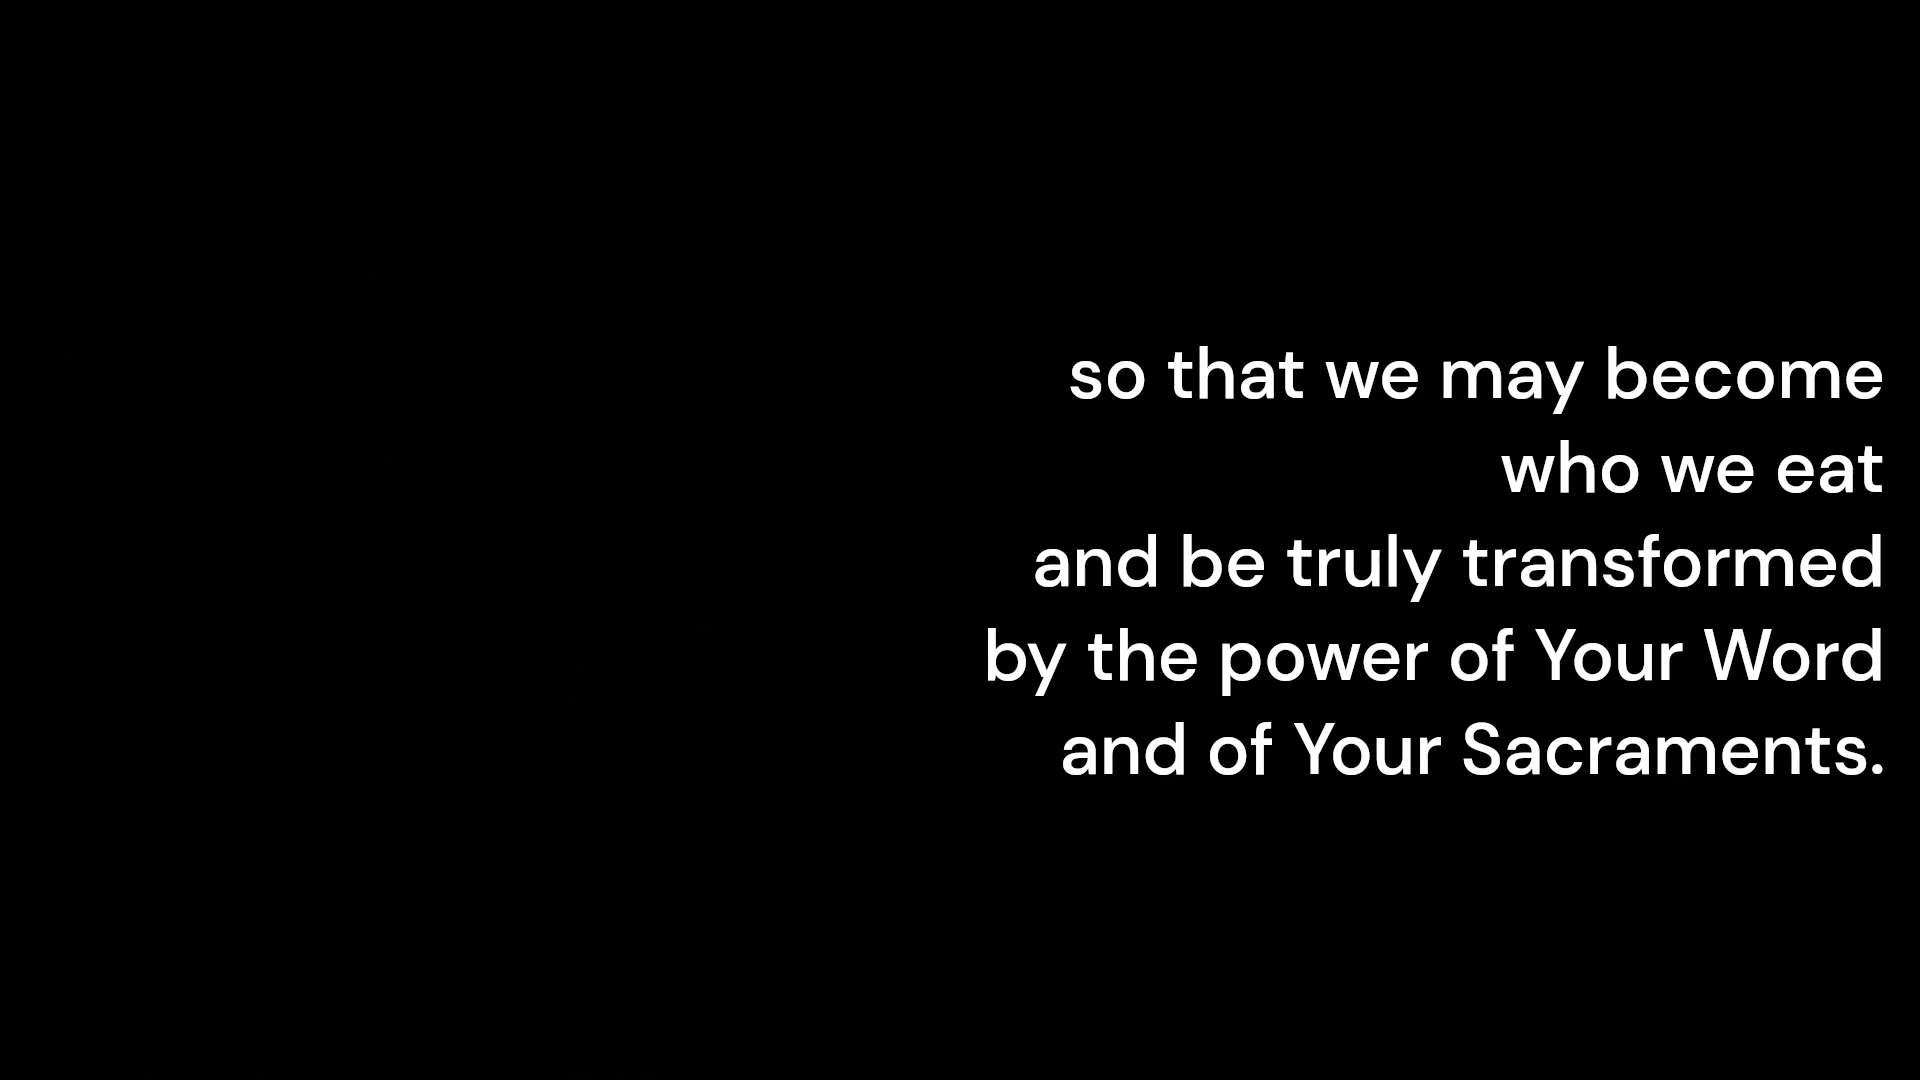 so that we may become
who we eat
and be truly transformed
by the power of Your Word
and of Your Sacraments.